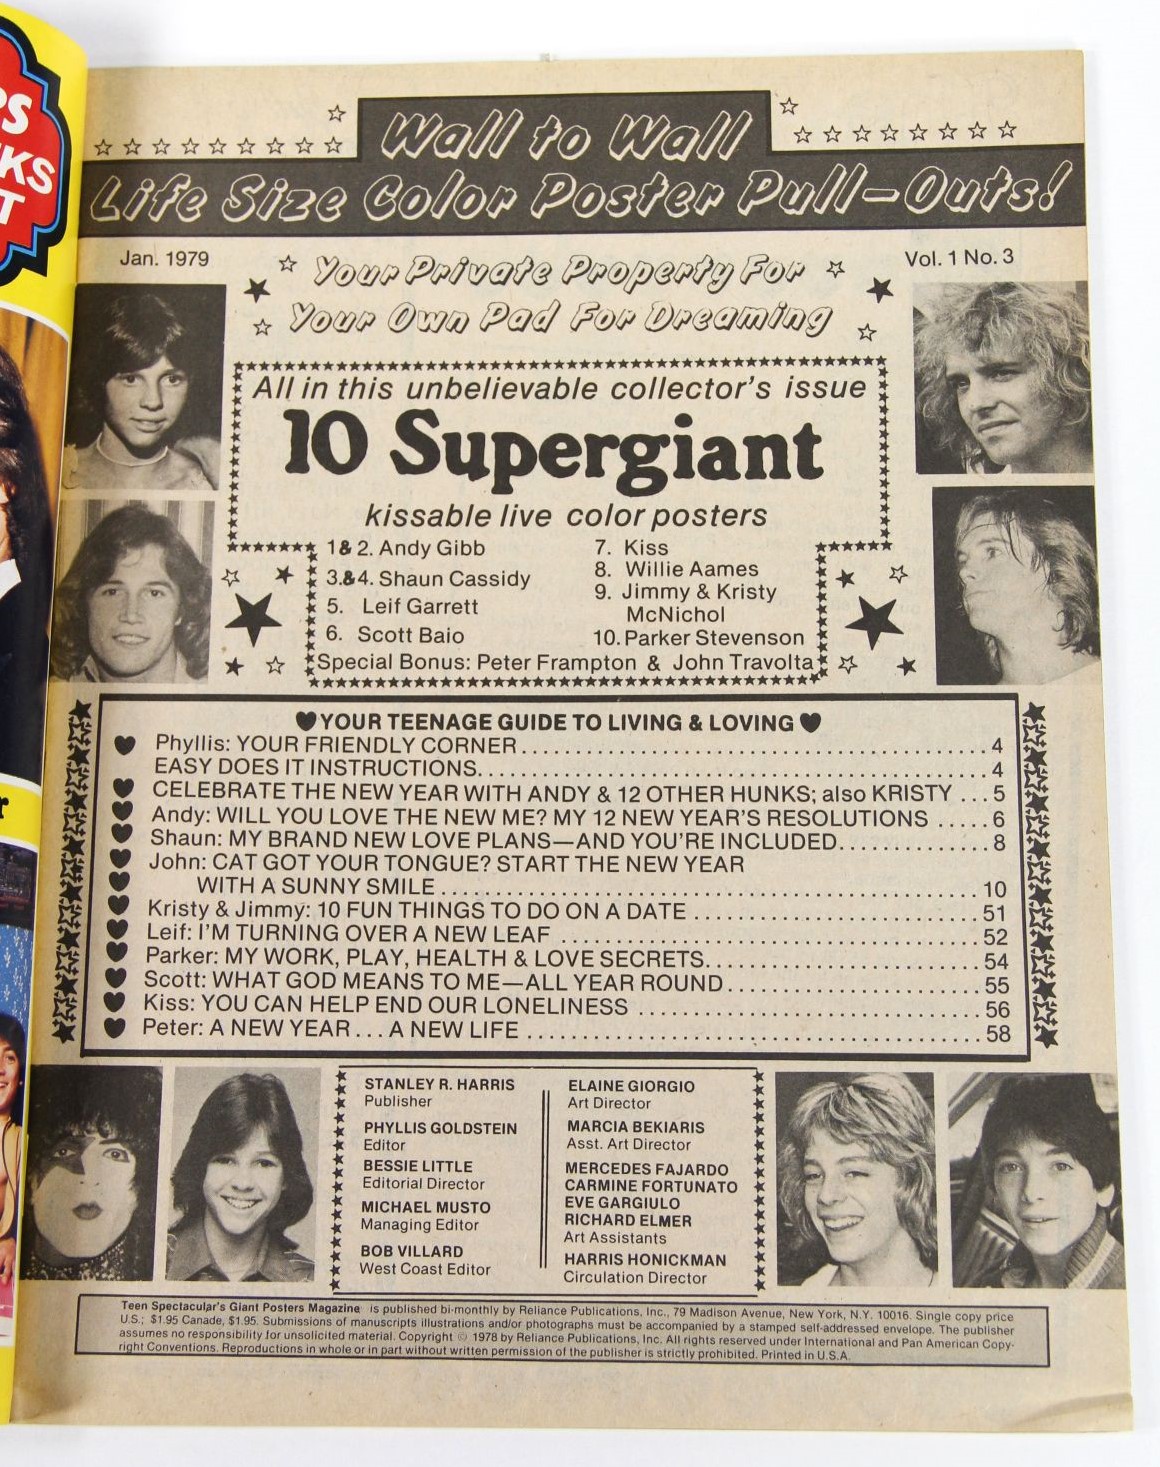 PS
NKS
T
r
Wall to Wall
Life Size Color Poster Pull-Outs!
Jan. 1979
Vol. 1 No. 3
Your Private Property For
Your Own Pad For Dreaming
All in this unbelievable collector's issue
10 Supergiant
kissable live color posters
1 & 2. Andy Gibb
3.&4. Shaun Cassidy
5. Leif Garrett
6. Scott Baio
7. Kiss
8. Willie Aames
9. Jimmy & Kristy
McNichol
10. Parker Stevenson
Special Bonus: Peter Frampton & John Travolta
YOUR TEENAGE GUIDE TO LIVING & LOVING
Phyllis: YOUR FRIENDLY CORNER 4
EASY DOES IT INSTRUCTIONS 4
CELEBRATE THE NEW YEAR WITH ANDY & 12 OTHER HUNKS; also KRISTY ... 5
Andy: WILL YOU LOVE THE NEW ME? MY 12 NEW YEAR'S RESOLUTIONS ..... 6
Shaun: MY BRAND NEW LOVE PLANS—AND YOU'RE INCLUDED 8
John: CAT GOT YOUR TONGUE? START THE NEW YEAR
WITH A SUNNY SMILE 10
Kristy & Jimmy: 10 FUN THINGS TO DO ON A DATE 51
Leif: I'M TURNING OVER A NEW LEAF 52
Parker: MY WORK, PLAY, HEALTH & LOVE SECRETS 54
Scott: WHAT GOD MEANS TO ME—ALL YEAR ROUND 55
Kiss: YOU CAN HELP END OUR LONELINESS 56
Peter: A NEW YEAR ... A NEW LIFE 58
STANLEY R. HARRIS
Publisher
PHYLLIS GOLDSTEIN
Editor
BESSIE LITTLE
Editorial Director
MICHAEL MUSTO
Managing Editor
BOB VILLARD
West Coast Editor
ELAINE GIORGIO
Art Director
MARCIA BEKIARIS
Asst. Art Director
MERCEDES FAJARDO
CARMINE FORTUNATO
EVE GARGIULO
RICHARD ELMER
Art Assistants
HARRIS HONICKMAN
Circulation Director
Teen Spectacular's Giant Posters Magazine is published bi-monthly by Reliance Publications, Inc., 79 Madison Avenue, New York, N.Y. 10016. Single copy price
U.S.; $1.95 Canade, $1.95. Submissions of manuscripts illustrations and/or photographs must be accompanied by a stamped self-addressed envelope. The publisher
assumes no responsibility for unsolicited material. Copyright © 1978 by Reliance Publications, Inc. All rights reserved under International and Pan American Copy-
right Conventions. Reproductions in whole or in part without written permission of the publisher is strictly prohibited. Printed in U.S.A.